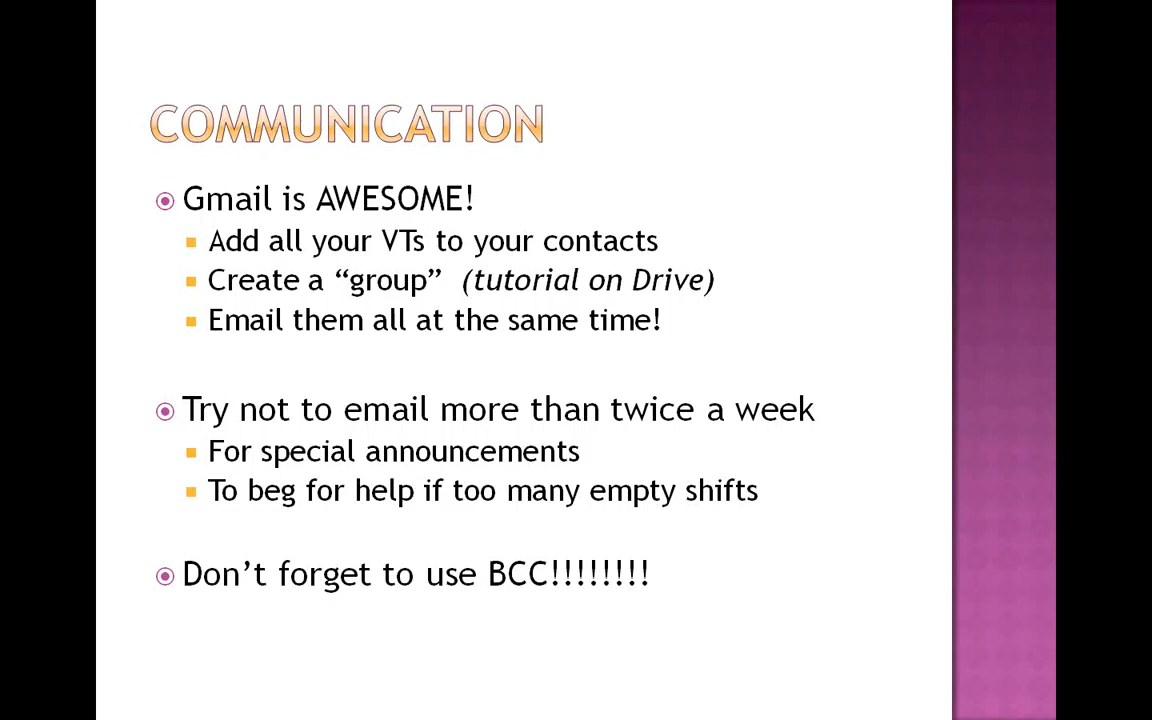 COMMUNICATION
Gmail is AWESOME!
Add all your VTs to your contacts
Create a “group”  (tutorial on Drive)
Email them all at the same time!
Try not to email more than twice a week
For special announcements
To beg for help if too many empty shifts
Don’t forget to use BCC!!!!!!!!